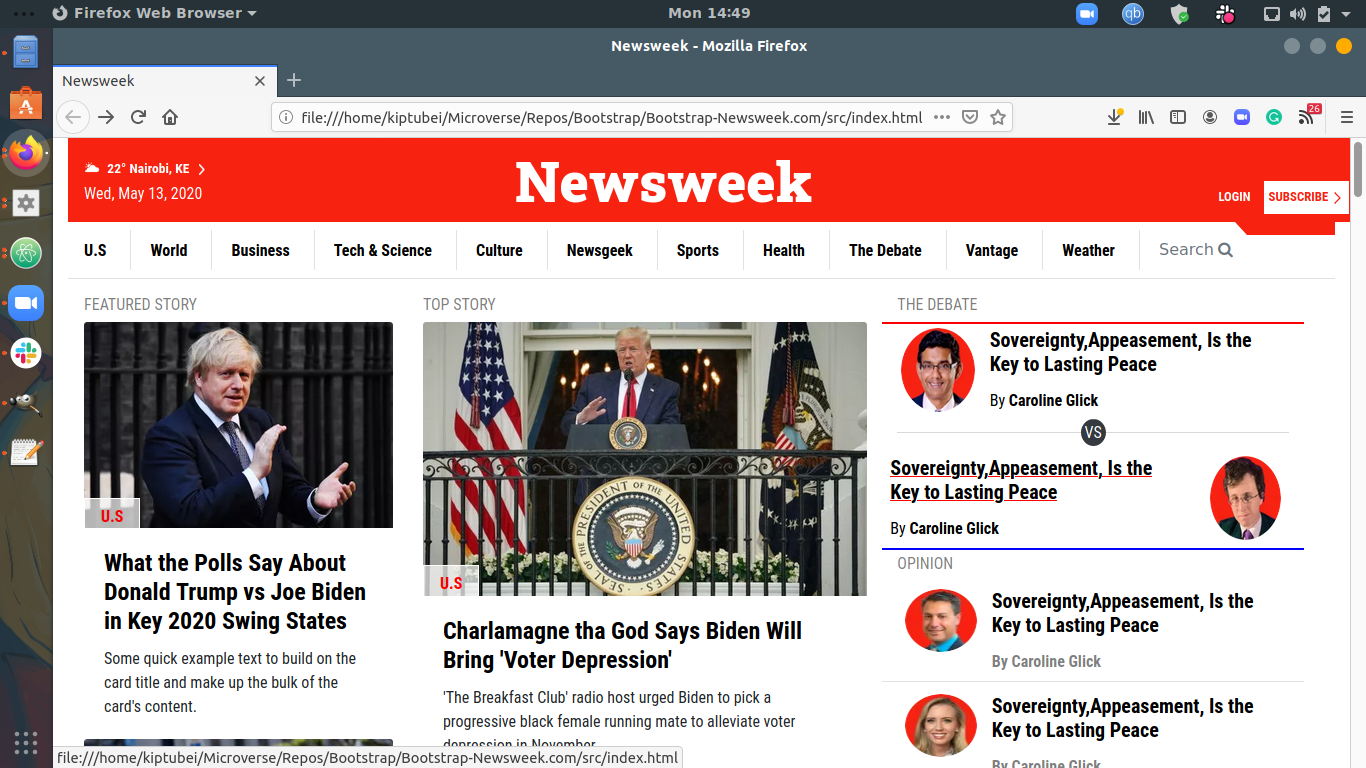 Firefox Web Browser
Mon 14:49
qb
Newsweek - Mozilla Firefox
Newsweek
file:///home/kiptubei/Microverse/Repos/Bootstrap/Bootstrap-Newsweek.com/src/index.html
26
22° Nairobi, KE
Wed, May 13, 2020
Newsweek
LOGIN
SUBSCRIBE
U.S
World
Business
Tech & Science
Culture
Newsgeek
Sports
Health
The Debate
Vantage
Weather
Search
FEATURED STORY
U.S
What the Polls Say About
Donald Trump vs Joe Biden
in Key 2020 Swing States
Some quick example text to build on the
card title and make up the bulk of the
card's content.
TOP STORY
SEAL OF THE PRESIDENT OF THE UNITED STATES
U.S
Charlamagne tha God Says Biden Will
Bring 'Voter Depression'
'The Breakfast Club' radio host urged Biden to pick a
progressive black female running mate to alleviate voter
depression in November
THE DEBATE
Sovereignty,Appeasement, Is the
Key to Lasting Peace
By Caroline Glick
VS
Sovereignty,Appeasement, Is the
Key to Lasting Peace
By Caroline Glick
OPINION
Sovereignty,Appeasement, Is the
Key to Lasting Peace
By Caroline Glick
Sovereignty,Appeasement, Is the
Key to Lasting Peace
By Caroline Glick
file:///home/kiptubei/Microverse/Repos/Bootstrap/Bootstrap-Newsweek.com/src/index.html